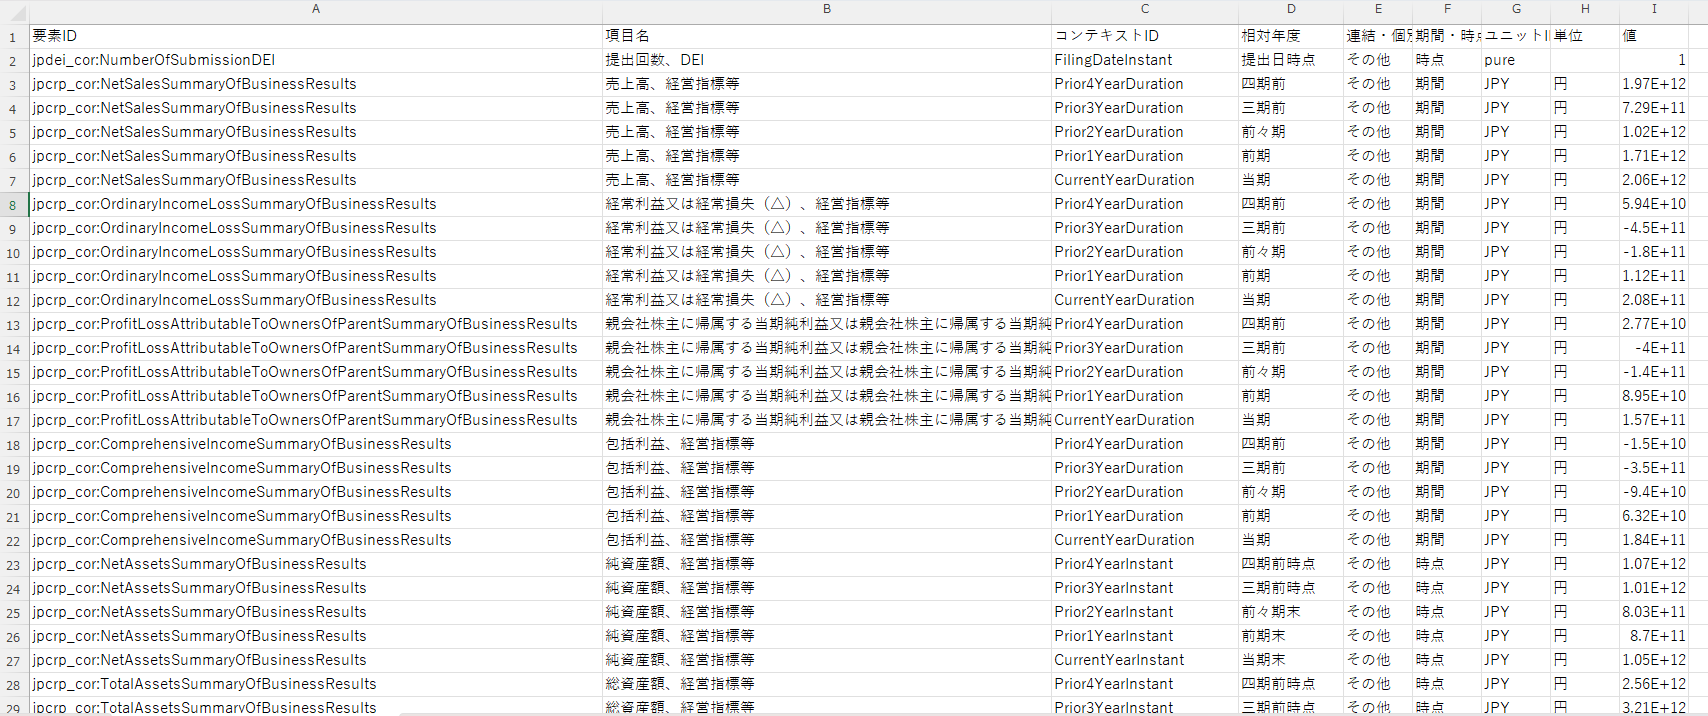 A B C D E F G H I
1 要素ID 項目名 コンテキストID 相対年度 連結・個別 期間・時点 ユニットID 単位 値
2 jpdei_cor:NumberOfSubmissionDEI 提出回数、DEI FilingDateInstant 提出日時点 その他 時点 pure 1
3 jpcrp_cor:NetSalesSummaryOfBusinessResults 売上高、経営指標等 Prior4YearDuration 四期前 その他 期間 JPY 円 1.97E+12
4 jpcrp_cor:NetSalesSummaryOfBusinessResults 売上高、経営指標等 Prior3YearDuration 三期前 その他 期間 JPY 円 7.29E+11
5 jpcrp_cor:NetSalesSummaryOfBusinessResults 売上高、経営指標等 Prior2YearDuration 前々期 その他 期間 JPY 円 1.02E+12
6 jpcrp_cor:NetSalesSummaryOfBusinessResults 売上高、経営指標等 Prior1YearDuration 前期 その他 期間 JPY 円 1.71E+12
7 jpcrp_cor:NetSalesSummaryOfBusinessResults 売上高、経営指標等 CurrentYearDuration 当期 その他 期間 JPY 円 2.06E+12
8 jpcrp_cor:OrdinaryIncomeLossSummaryOfBusinessResults 経常利益又は経常損失（△）、経営指標等 Prior4YearDuration 四期前 その他 期間 JPY 円 5.94E+10
9 jpcrp_cor:OrdinaryIncomeLossSummaryOfBusinessResults 経常利益又は経常損失（△）、経営指標等 Prior3YearDuration 三期前 その他 期間 JPY 円 -4.5E+11
10 jpcrp_cor:OrdinaryIncomeLossSummaryOfBusinessResults 経常利益又は経常損失（△）、経営指標等 Prior2YearDuration 前々期 その他 期間 JPY 円 -1.8E+11
11 jpcrp_cor:OrdinaryIncomeLossSummaryOfBusinessResults 経常利益又は経常損失（△）、経営指標等 Prior1YearDuration 前期 その他 期間 JPY 円 1.12E+11
12 jpcrp_cor:OrdinaryIncomeLossSummaryOfBusinessResults 経常利益又は経常損失（△）、経営指標等 CurrentYearDuration 当期 その他 期間 JPY 円 2.08E+11
13 jpcrp_cor:ProfitLossAttributableToOwnersOfParentSummaryOfBusinessResults 親会社株主に帰属する当期純利益又は親会社株主に帰属する当期純 Prior4YearDuration 四期前 その他 期間 JPY 円 2.77E+10
14 jpcrp_cor:ProfitLossAttributableToOwnersOfParentSummaryOfBusinessResults 親会社株主に帰属する当期純利益又は親会社株主に帰属する当期純 Prior3YearDuration 三期前 その他 期間 JPY 円 -4E+11
15 jpcrp_cor:ProfitLossAttributableToOwnersOfParentSummaryOfBusinessResults 親会社株主に帰属する当期純利益又は親会社株主に帰属する当期純 Prior2YearDuration 前々期 その他 期間 JPY 円 -1.4E+11
16 jpcrp_cor:ProfitLossAttributableToOwnersOfParentSummaryOfBusinessResults 親会社株主に帰属する当期純利益又は親会社株主に帰属する当期純 Prior1YearDuration 前期 その他 期間 JPY 円 8.95E+10
17 jpcrp_cor:ProfitLossAttributableToOwnersOfParentSummaryOfBusinessResults 親会社株主に帰属する当期純利益又は親会社株主に帰属する当期純 CurrentYearDuration 当期 その他 期間 JPY 円 1.57E+11
18 jpcrp_cor:ComprehensiveIncomeSummaryOfBusinessResults 包括利益、経営指標等 Prior4YearDuration 四期前 その他 期間 JPY 円 -1.5E+10
19 jpcrp_cor:ComprehensiveIncomeSummaryOfBusinessResults 包括利益、経営指標等 Prior3YearDuration 三期前 その他 期間 JPY 円 -3.5E+11
20 jpcrp_cor:ComprehensiveIncomeSummaryOfBusinessResults 包括利益、経営指標等 Prior2YearDuration 前々期 その他 期間 JPY 円 -9.4E+10
21 jpcrp_cor:ComprehensiveIncomeSummaryOfBusinessResults 包括利益、経営指標等 Prior1YearDuration 前期 その他 期間 JPY 円 6.32E+10
22 jpcrp_cor:ComprehensiveIncomeSummaryOfBusinessResults 包括利益、経営指標等 CurrentYearDuration 当期 その他 期間 JPY 円 1.84E+11
23 jpcrp_cor:NetAssetsSummaryOfBusinessResults 純資産額、経営指標等 Prior4YearInstant 四期前時点 その他 時点 JPY 円 1.07E+12
24 jpcrp_cor:NetAssetsSummaryOfBusinessResults 純資産額、経営指標等 Prior3YearInstant 三期前時点 その他 時点 JPY 円 1.01E+12
25 jpcrp_cor:NetAssetsSummaryOfBusinessResults 純資産額、経営指標等 Prior2YearInstant 前々期末 その他 時点 JPY 円 8.03E+11
26 jpcrp_cor:NetAssetsSummaryOfBusinessResults 純資産額、経営指標等 Prior1YearInstant 前期末 その他 時点 JPY 円 8.7E+11
27 jpcrp_cor:NetAssetsSummaryOfBusinessResults 純資産額、経営指標等 CurrentYearInstant 当期末 その他 時点 JPY 円 1.05E+12
28 jpcrp_cor:TotalAssetsSummaryOfBusinessResults 総資産額、経営指標等 Prior4YearInstant 四期前時点 その他 時点 JPY 円 2.56E+12
29 jpcrp_cor:TotalAssetsSummaryOfBusinessResults 総資産額、経営指標等 Prior3YearInstant 三期前時点 その他 時点 JPY 円 3.21E+12